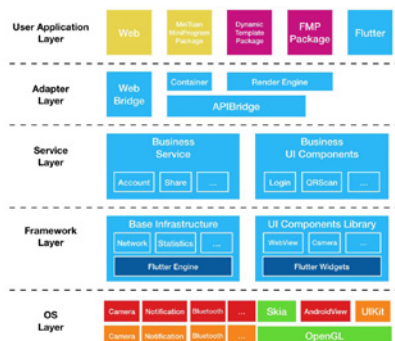 User Application
Layer
Web
MeiTuan
MiniProgram
Package
Dynamic
Template
Package
FMP
Package
Flutter
Adapter
Layer
Web
Bridge
Container
Render Engine
APIBridge
Service
Layer
Business
Service
Account
Share
...
Business
UI Components
Login
QRScan
...
Framework
Layer
Base Infrastructure
Network
Statistics
...
Flutter Engine
UI Components Library
WebView
Camera
...
Flutter Widgets
OS
Layer
Camera
Notification
Bluetooth
...
Skia
AndroidView
UIKit
Camera
Notification
Bluetooth
...
OpenGL